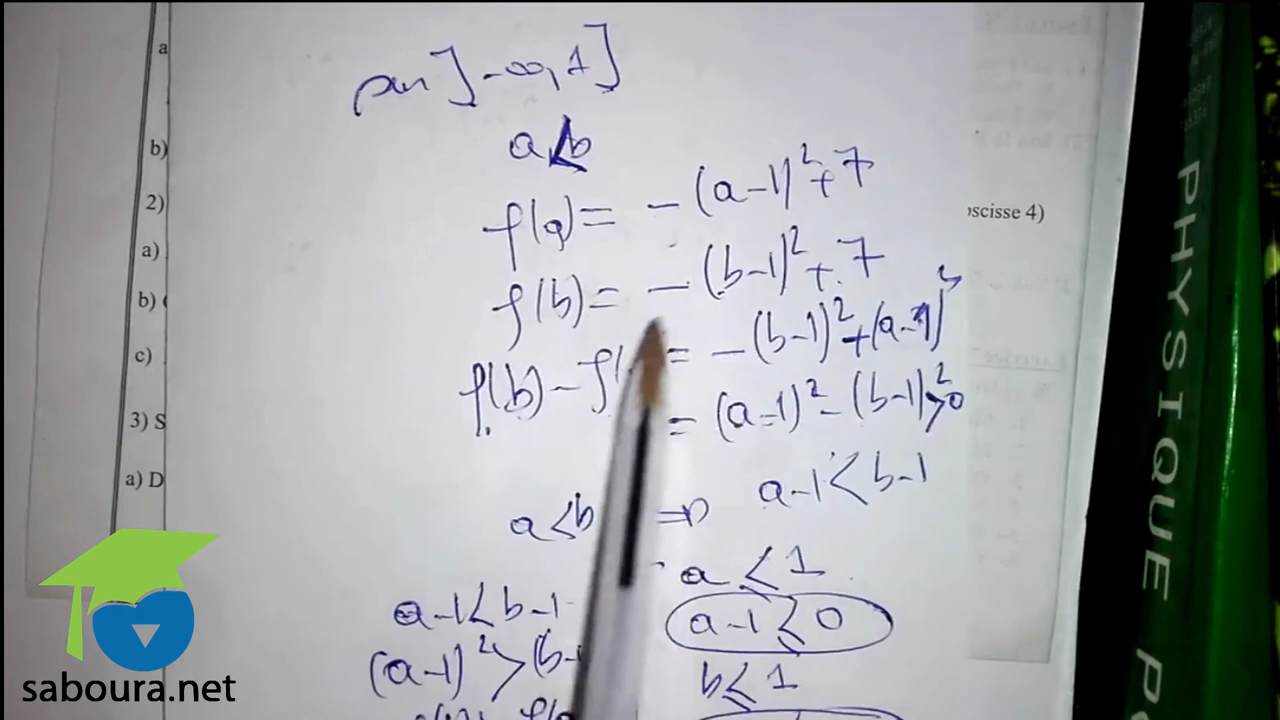 a
sur ]-∞, 1]
b)
a < b
2)
f(a) = -(a-1)² + 7
oscisse 4)
a)
f(b) = -(b-1)² + 7
b)
c)
f(b) - f( = -(b-1)² + (a-1)²
= (a-1)² - (b-1)² > 0
3) S
a) D
a < b ⇒ a-1 < b-1
a ≤ 1
a-1 < b-1
a-1 ≤ 0
(a-1)² > (b-1
b ≤ 1
saboura.net
PHYSIQUE